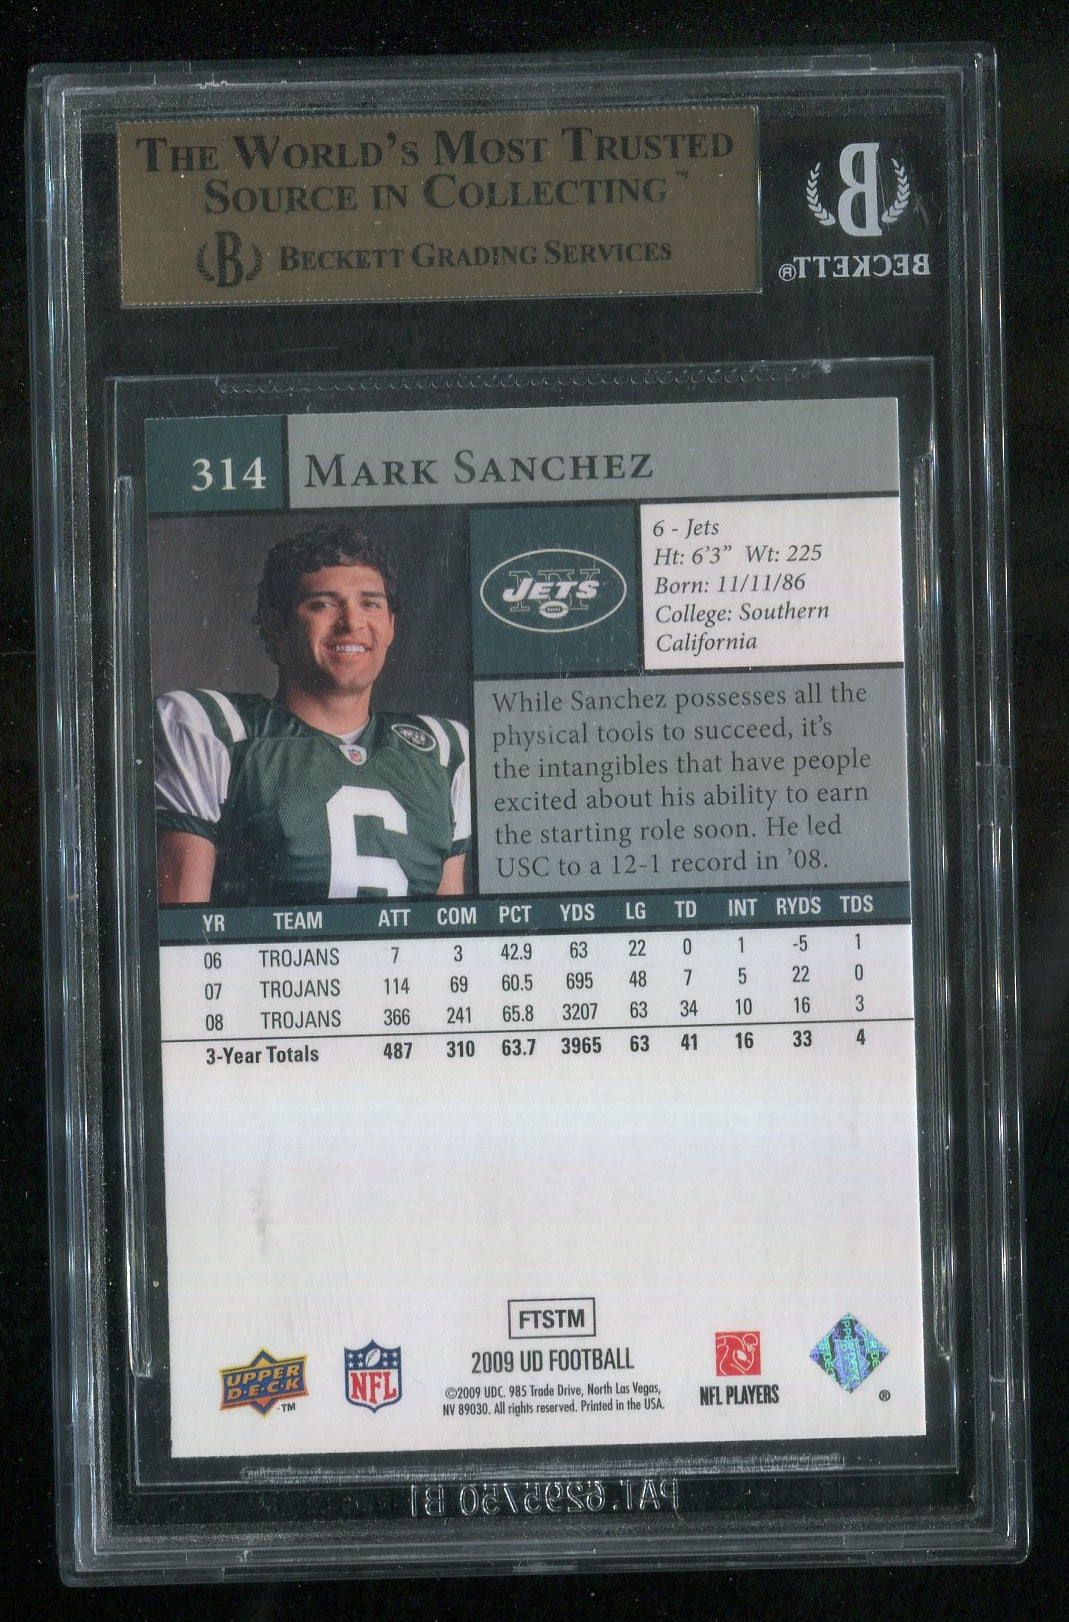 THE WORLD'S MOST TRUSTED
SOURCE IN COLLECTING™
B BECKETT GRADING SERVICES
B
BECKETT®
314 MARK SANCHEZ
NY JETS
6 - Jets
Ht: 6'3" Wt: 225
Born: 11/11/86
College: Southern
California
While Sanchez possesses all the
physical tools to succeed, it's
the intangibles that have people
excited about his ability to earn
the starting role soon. He led
USC to a 12-1 record in '08.
6
YR TEAM ATT COM PCT YDS LG TD INT RYDS TDS
06 TROJANS 7 3 42.9 63 22 0 1 -5 1
07 TROJANS 114 69 60.5 695 48 7 5 22 0
08 TROJANS 366 241 65.8 3207 63 34 10 16 3
3-Year Totals 487 310 63.7 3965 63 41 16 33 4
FTSTM
2009 UD FOOTBALL
©2009 UDC. 985 Trade Drive, North Las Vegas,
NV 89030. All rights reserved. Printed in the USA.
UPPER
D·E·C·K
™
NFL
NFL PLAYERS
®
PAT. 6295750 B1